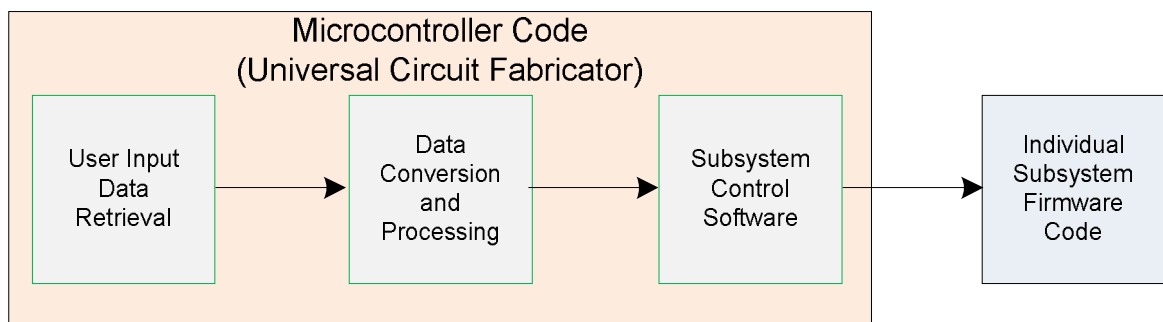 Microcontroller Code
(Universal Circuit Fabricator)
User Input
Data
Retrieval
Data
Conversion
and
Processing
Subsystem
Control
Software
Individual
Subsystem
Firmware
Code